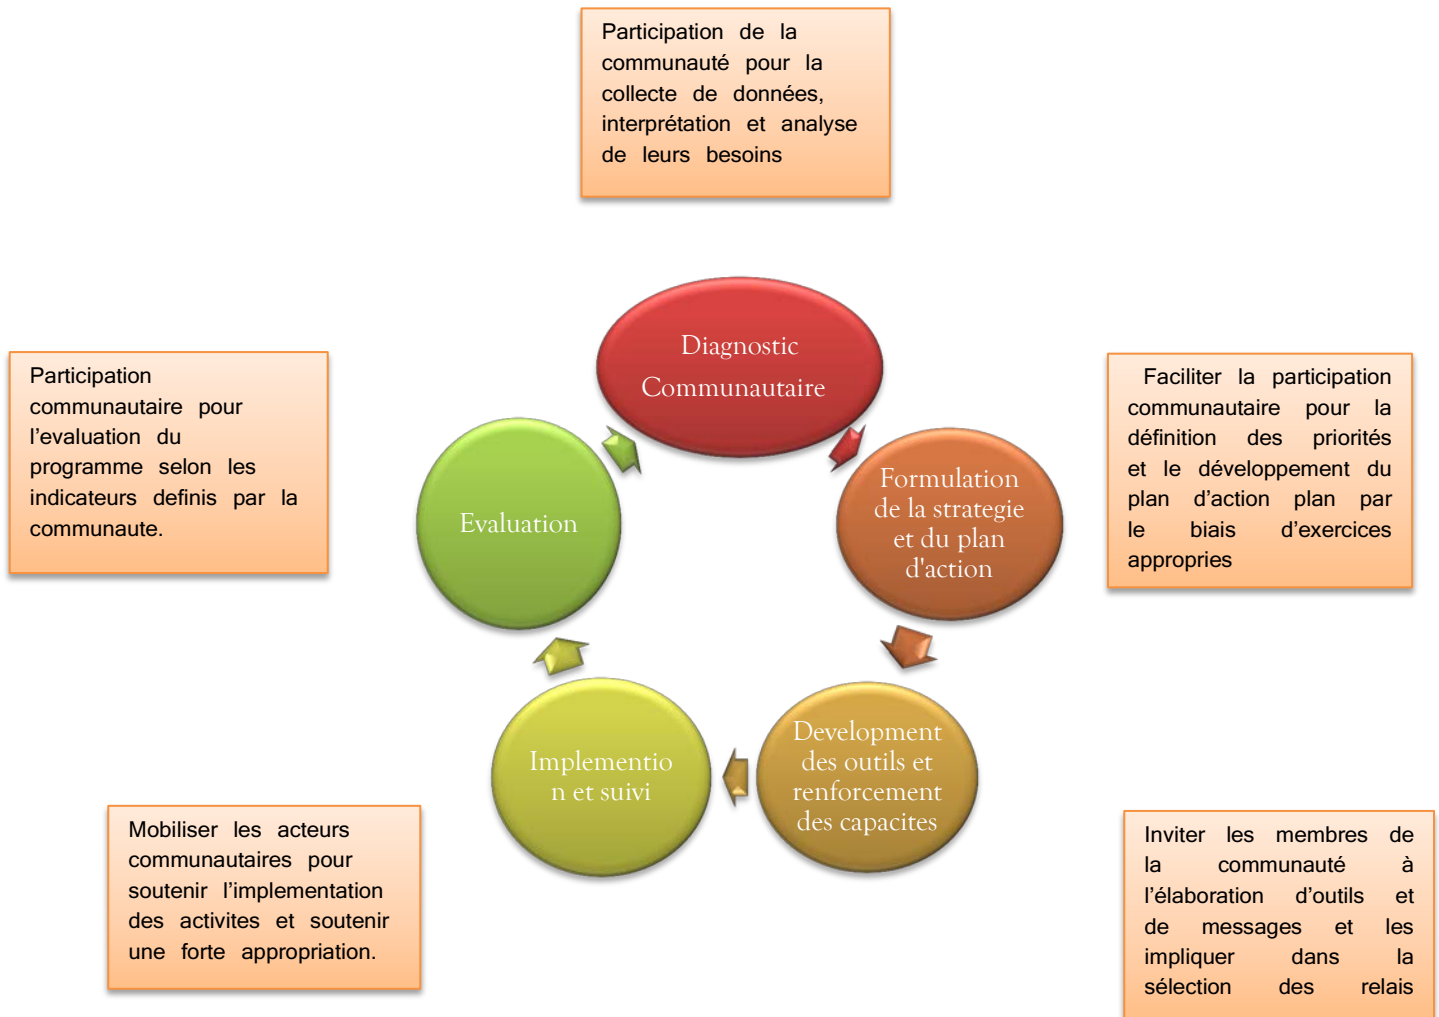 Participation de la
communauté pour la
collecte de données,
interprétation et analyse
de leurs besoins
Diagnostic
Communautaire
Participation
communautaire pour
l’evaluation du
programme selon les
indicateurs definis par la
communaute.
Faciliter la participation
communautaire pour la
définition des priorités
et le développement du
plan d’action plan par
le biais d’exercices
appropries
Evaluation
Formulation
de la strategie
et du plan
d'action
Implementio
n et suivi
Development
des outils et
renforcement
des capacites
Mobiliser les acteurs
communautaires pour
soutenir l’implementation
des activites et soutenir
une forte appropriation.
Inviter les membres de
la communauté à
l’élaboration d’outils et
de messages et les
impliquer dans la
sélection des relais